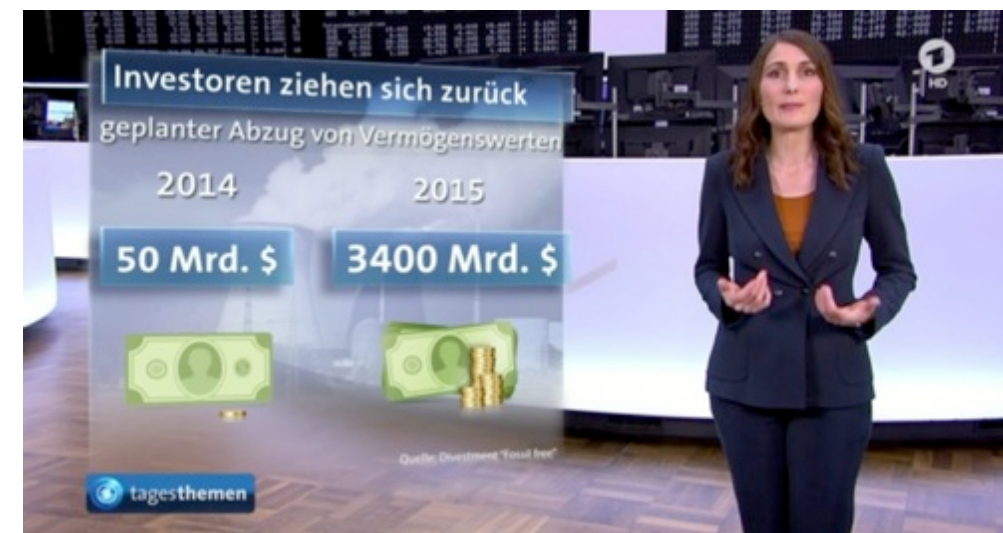 Investoren ziehen sich zurück
geplanter Abzug von Vermögenswerten
2014
2015
50 Mrd. $
3400 Mrd. $
Quelle: Divestment "Fossil free"
tagesthemen
1
HD